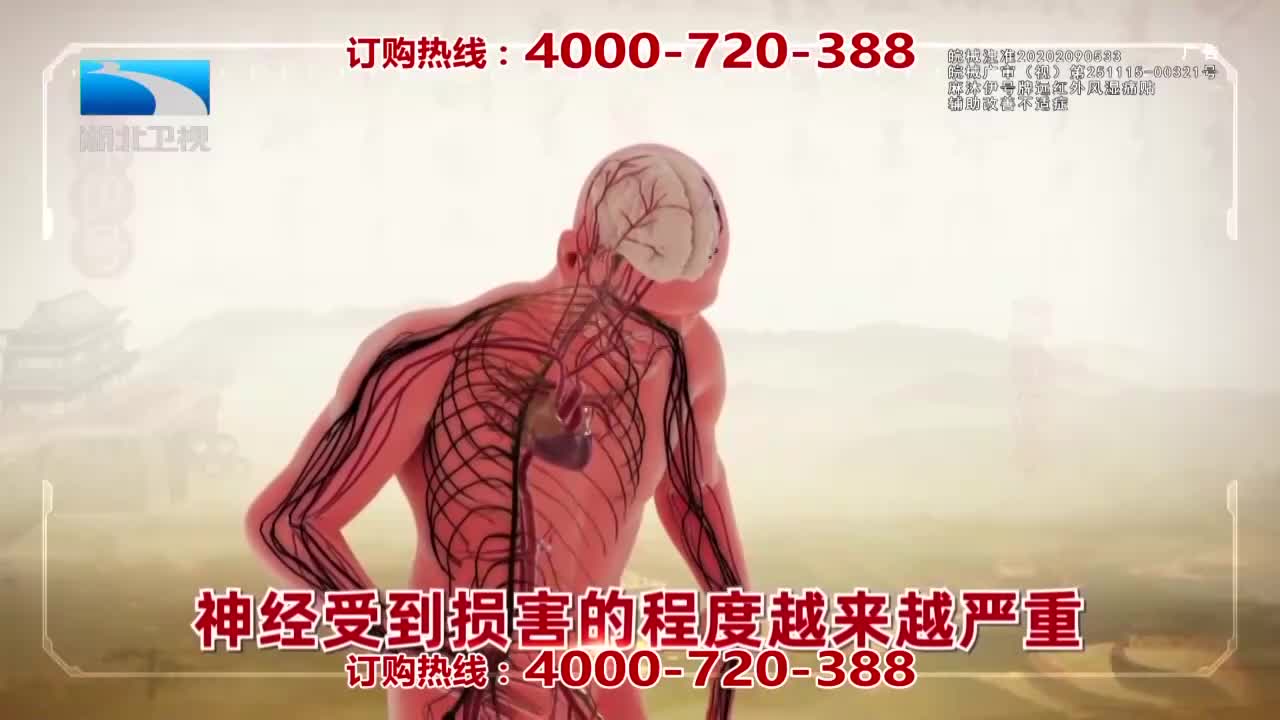 订购热线：4000-720-388
广告
皖械注准20202090533
皖械广审（视）第251115-00321号
麻沐伊号牌远红外风湿痛贴
辅助改善不适症
湖北卫视
神经受到损害的程度越来越严重
订购热线：4000-720-388